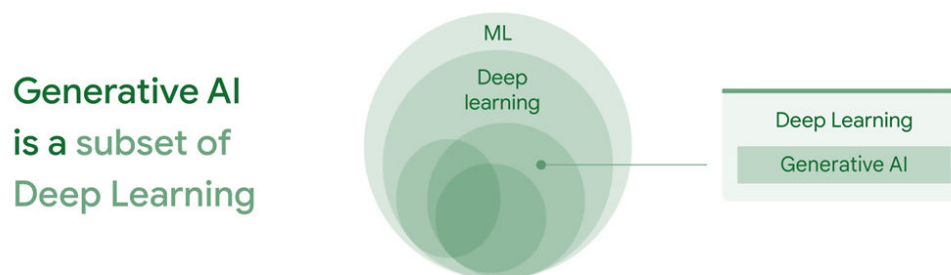 Generative AI
is a subset of
Deep Learning
ML
Deep
learning
Deep Learning
Generative AI